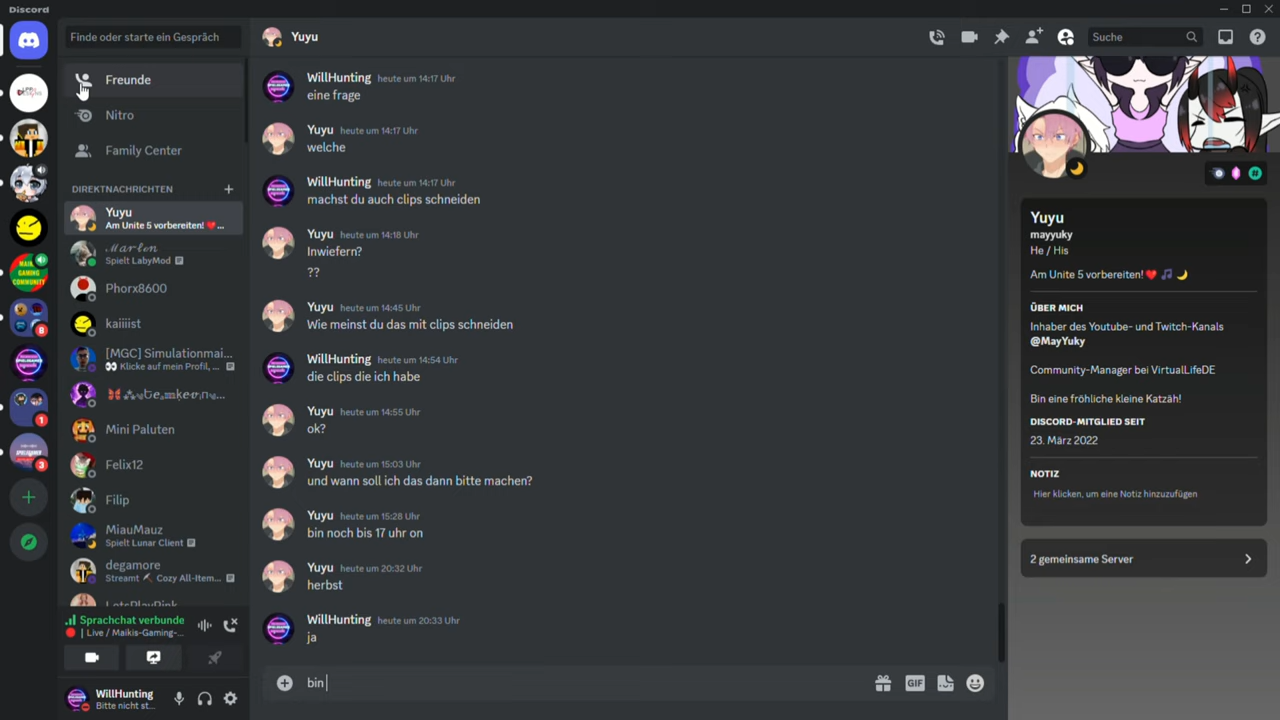 Discord
Finde oder starte ein Gespräch
Freunde
Nitro
Family Center
DIREKTNACHRICHTEN
Yuyu
Am Unite 5 vorbereiten! ❤️ ...
𝓜𝓪𝓻𝓵𝓮𝓷
Spielt LabyMod
Phorx8600
kaiiiist
[MGC] Simulationmai...
👀 Klicke auf mein Profil, ...
Mini Paluten
Felix12
Filip
MiauMauz
Spielt Lunar Client
degamore
Streamt ⛏ Cozy All-Item...
LetsPlayPink
Sprachchat verbunde
🔴 | Live / Maikis-Gaming-...
WillHunting
Bitte nicht st...
Yuyu
Suche
WillHunting heute um 14:17 Uhr
eine frage
Yuyu heute um 14:17 Uhr
welche
WillHunting heute um 14:17 Uhr
machst du auch clips schneiden
Yuyu heute um 14:18 Uhr
Inwiefern?
??
Yuyu heute um 14:45 Uhr
Wie meinst du das mit clips schneiden
WillHunting heute um 14:54 Uhr
die clips die ich habe
Yuyu heute um 14:55 Uhr
ok?
Yuyu heute um 15:03 Uhr
und wann soll ich das dann bitte machen?
Yuyu heute um 15:28 Uhr
bin noch bis 17 uhr on
Yuyu heute um 20:32 Uhr
herbst
WillHunting heute um 20:33 Uhr
ja
bin
GIF
Yuyu
mayyuky
He / His
Am Unite 5 vorbereiten!❤️ 🎵 🌙
ÜBER MICH
Inhaber des Youtube- und Twitch-Kanals
@MayYuky
Community-Manager bei VirtualLifeDE
Bin eine fröhliche kleine Katzäh!
DISCORD-MITGLIED SEIT
23. März 2022
NOTIZ
Hier klicken, um eine Notiz hinzuzufügen
2 gemeinsame Server